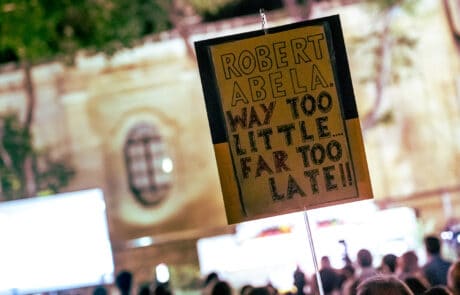 ROBERT
ABELA.
WAY TOO
LITTLE...
FAR TOO
LATE!!